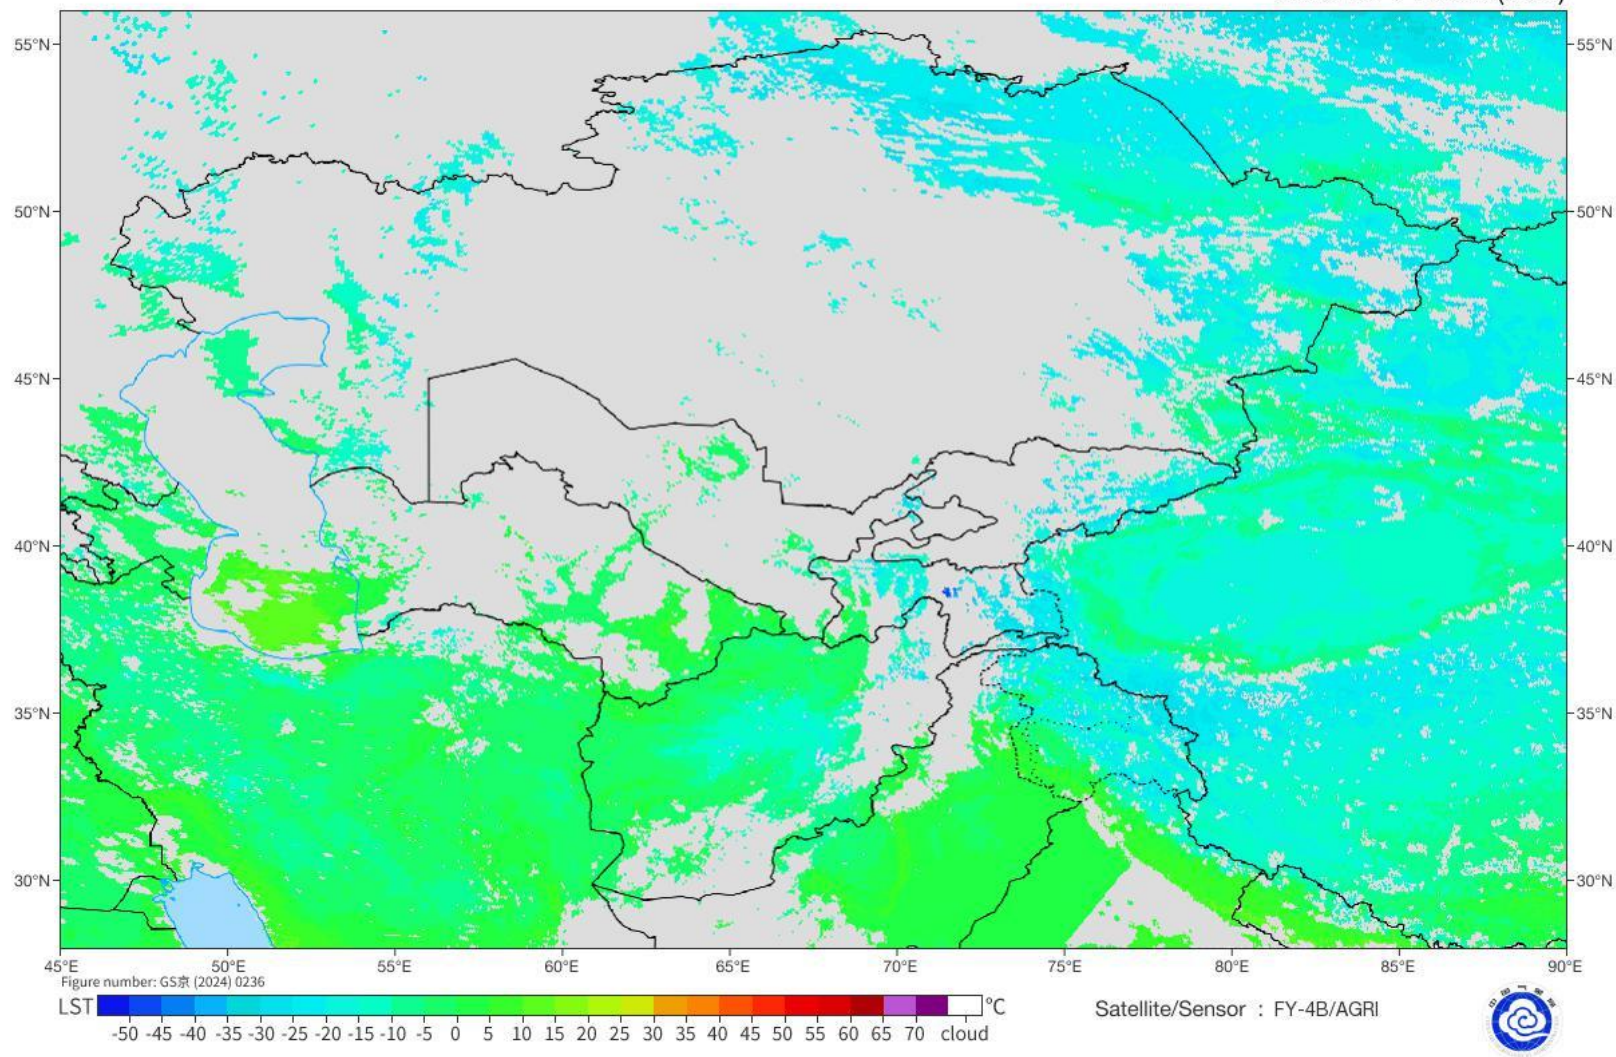 55°N 55°N
50°N 50°N
45°N 45°N
40°N 40°N
35°N 35°N
30°N 30°N
45°E 50°E 55°E 60°E 65°E 70°E 75°E 80°E 85°E 90°E
Figure number: GS京 (2024) 0236
LST °C
-50 -45 -40 -35 -30 -25 -20 -15 -10 -5 0 5 10 15 20 25 30 35 40 45 50 55 60 65 70 cloud
Satellite/Sensor : FY-4B/AGRI